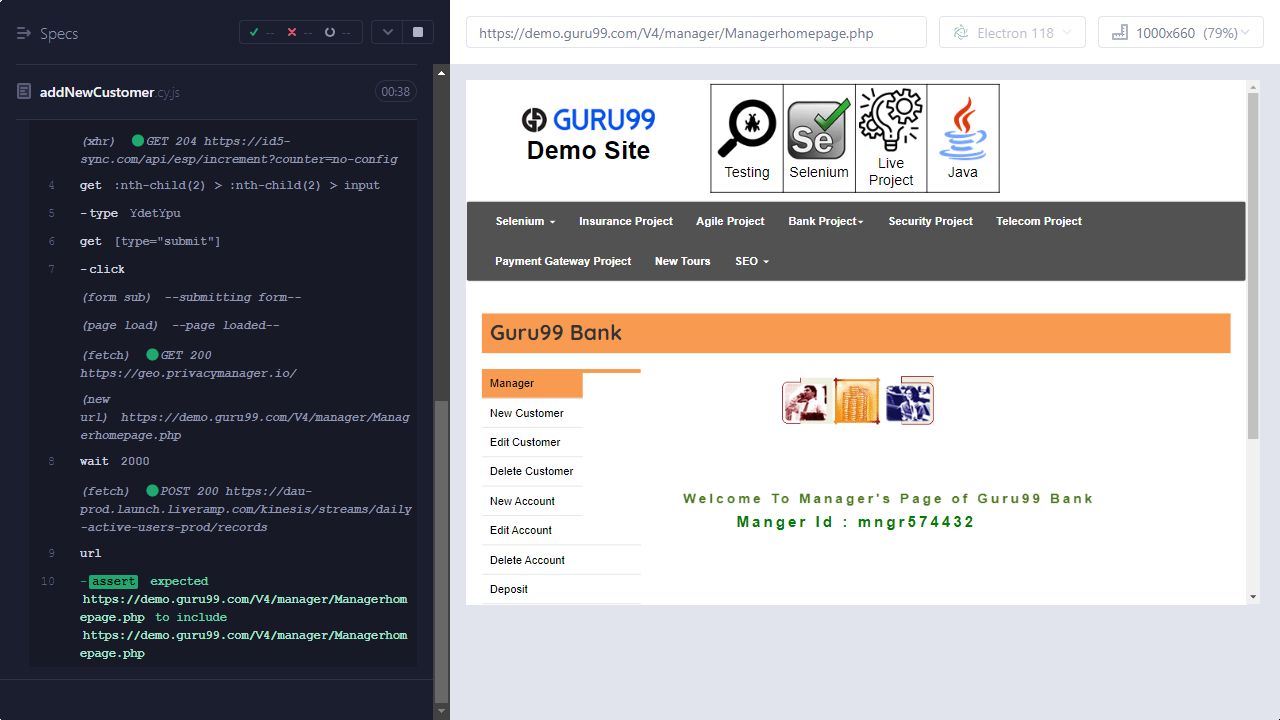 Specs
--
--
--
addNewCustomer.cy.js
00:38
(xhr) GET 204 https://id5-
sync.com/api/esp/increment?counter=no-config
4 get :nth-child(2) > :nth-child(2) > input
5 -type YdetYpu
6 get [type="submit"]
7 -click
(form sub) --submitting form--
(page load) --page loaded--
(fetch) GET 200
https://geo.privacymanager.io/
(new
url) https://demo.guru99.com/V4/manager/Manag
erhomepage.php
8 wait 2000
(fetch) POST 200 https://dau-
prod.launch.liveramp.com/kinesis/streams/daily
-active-users-prod/records
9 url
10 -assert expected
https://demo.guru99.com/V4/manager/Managerhom
epage.php to include
https://demo.guru99.com/V4/manager/Managerhom
epage.php
https://demo.guru99.com/V4/manager/Managerhomepage.php
Electron 118
1000x660 (79%)
GURU99
Demo Site
Testing
Se
Selenium
Live
Project
Java
Selenium
Insurance Project
Agile Project
Bank Project
Security Project
Telecom Project
Payment Gateway Project
New Tours
SEO
Guru99 Bank
Manager
New Customer
Edit Customer
Delete Customer
New Account
Edit Account
Delete Account
Deposit
Welcome To Manager's Page of Guru99 Bank
Manger Id : mngr574432